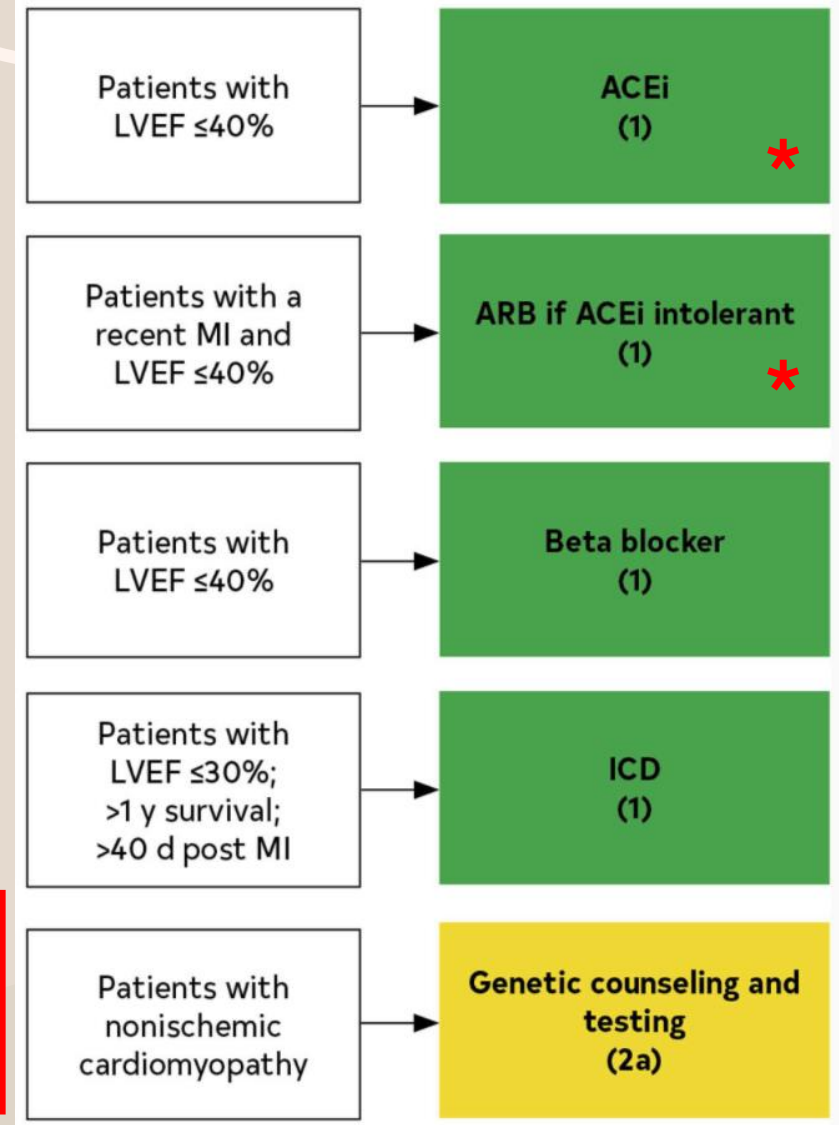 Patients with
LVEF ≤40%
ACEi
(1)
*
Patients with a
recent MI and
LVEF ≤40%
ARB if ACEi intolerant
(1)
*
Patients with
LVEF ≤40%
Beta blocker
(1)
Patients with
LVEF ≤30%;
>1 y survival;
>40 d post MI
ICD
(1)
Patients with
nonischemic
cardiomyopathy
Genetic counseling and
testing
(2a)